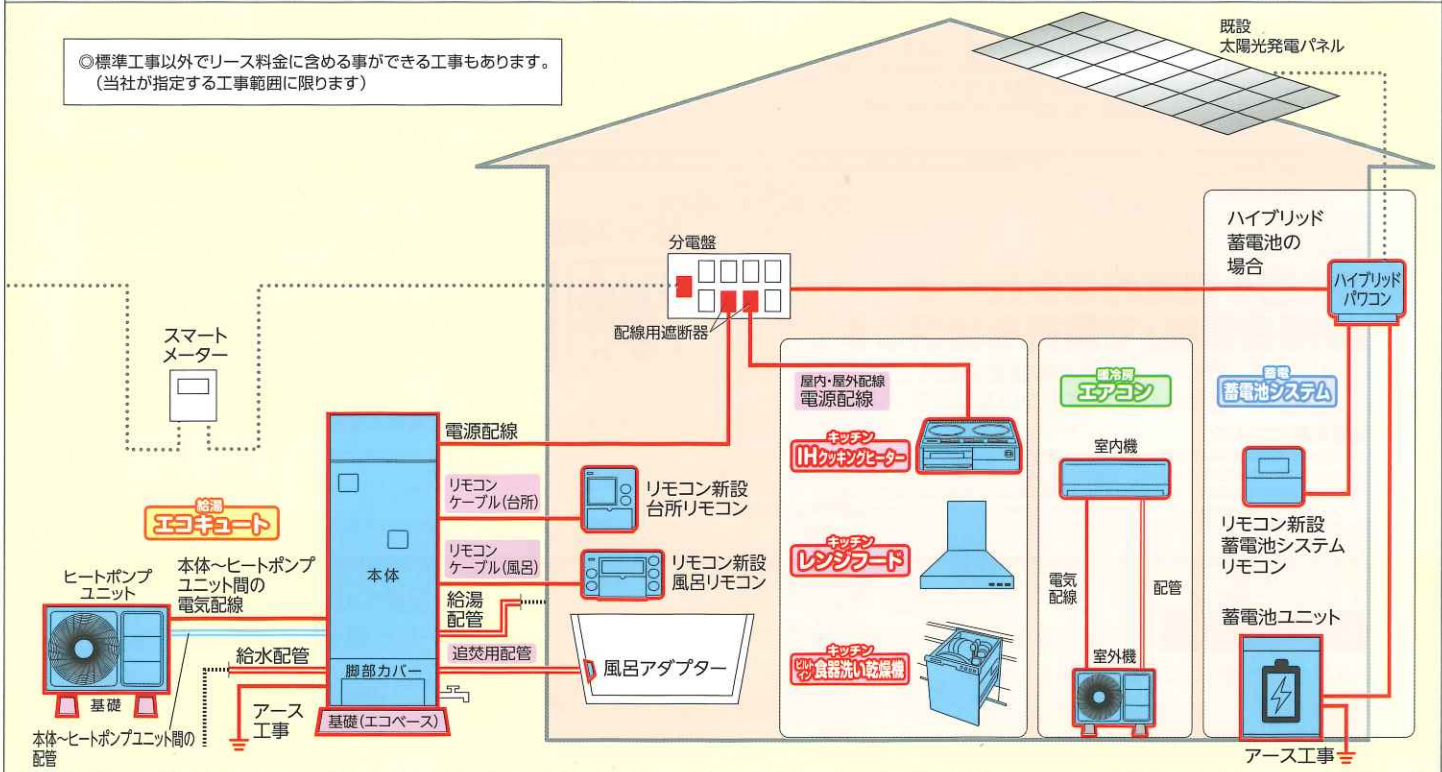 ◎標準工事以外でリース料金に含める事ができる工事もあります。
(当社が指定する工事範囲に限ります)
既設
太陽光発電パネル
ハイブリッド
蓄電池の
場合
ハイブリッド
パワコン
分電盤
配線用遮断器
スマート
メーター
電源配線
屋内・屋外配線
電源配線
キッチン
IHクッキングヒーター
暖冷房
エアコン
蓄電
蓄電池システム
室内機
リモコン
ケーブル(台所)
リモコン新設
台所リモコン
リモコン新設
蓄電池システム
リモコン
給湯
エコキュート
本体
リモコン
ケーブル(風呂)
リモコン新設
風呂リモコン
キッチン
レンジフード
電気
配線
配管
ヒートポンプ
ユニット
本体~ヒートポンプ
ユニット間の
電気配線
給湯
配管
蓄電池ユニット
給水配管
脚部カバー
追焚用配管
風呂アダプター
キッチン
ビルト
イン
食器洗い乾燥機
室外機
基礎
アース
工事
基礎(エコベース)
本体~ヒートポンプユニット間の
配管
アース工事